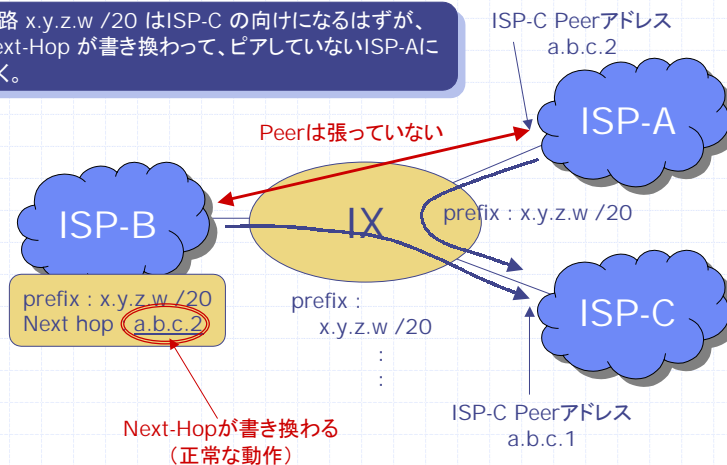 路 x.y.z.w /20 はISP-C の向けになるはずが、
ext-Hop が書き換わって、ピアしていないISP-Aに
く。
ISP-C Peerアドレス
a.b.c.2
Peerは張っていない
ISP-A
ISP-B
IX
prefix : x.y.z.w /20
prefix : x.y.z.w /20
Next hop a.b.c.2
prefix :
x.y.z.w /20
:
:
ISP-C
Next-Hopが書き換わる
（正常な動作）
ISP-C Peerアドレス
a.b.c.1